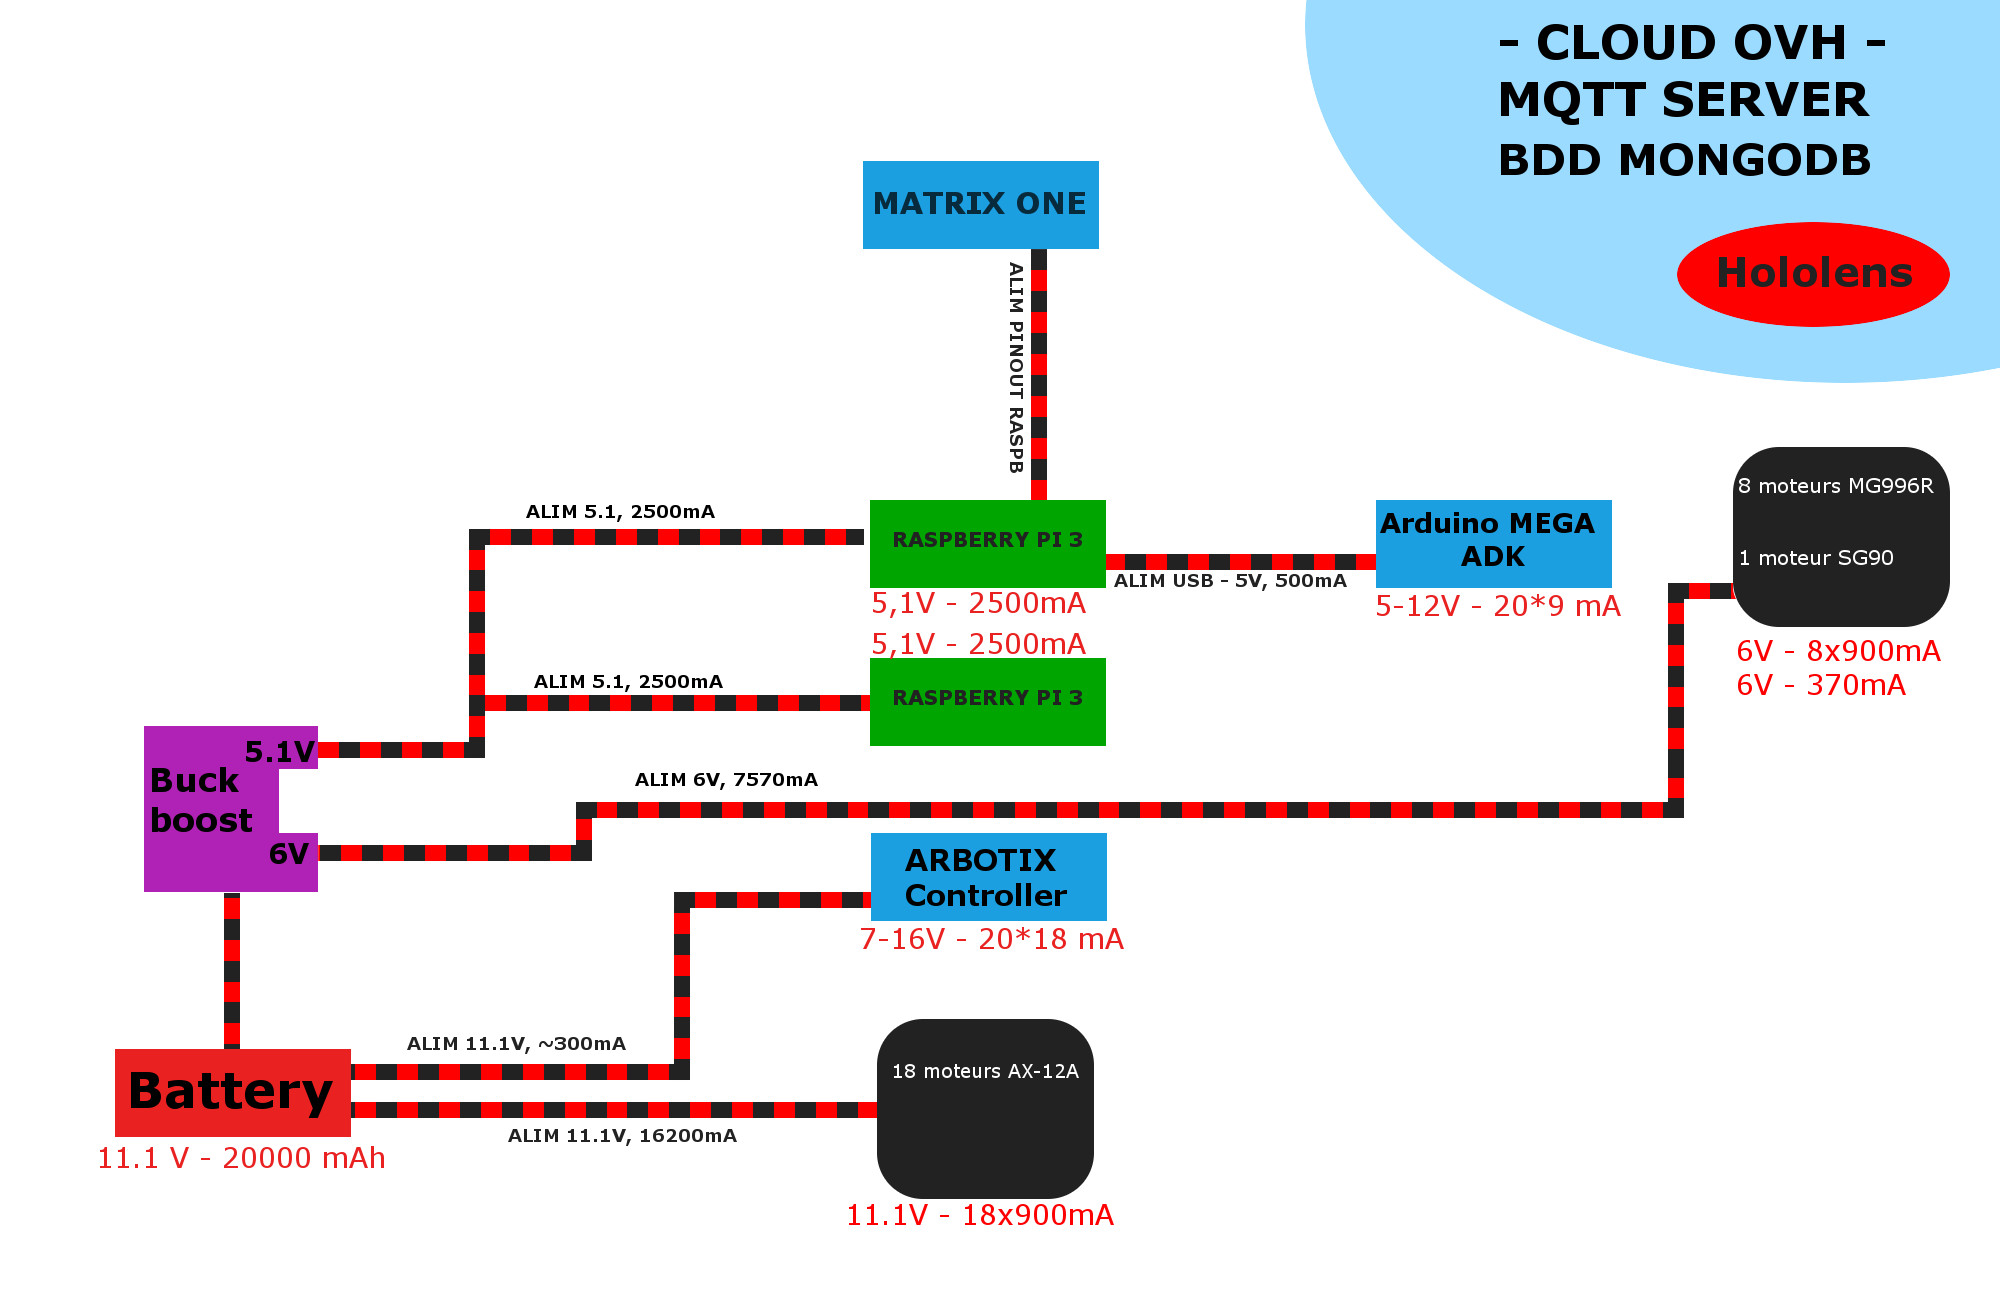 – CLOUD OVH –
MQTT SERVER
BDD MONGODB
Hololens
MATRIX ONE
ALIM PINOUT RASPB
ALIM 5.1, 2500mA
RASPBERRY PI 3
5,1V - 2500mA
ALIM USB - 5V, 500mA
Arduino MEGA
ADK
5-12V - 20*9 mA
8 moteurs MG996R
1 moteur SG90
6V - 8x900mA
6V - 370mA
5,1V - 2500mA
RASPBERRY PI 3
ALIM 5.1, 2500mA
5.1V
Buck
boost
6V
ALIM 6V, 7570mA
ARBOTIX
Controller
7-16V - 20*18 mA
ALIM 11.1V, ~300mA
Battery
11.1 V - 20000 mAh
ALIM 11.1V, 16200mA
18 moteurs AX-12A
11.1V - 18x900mA